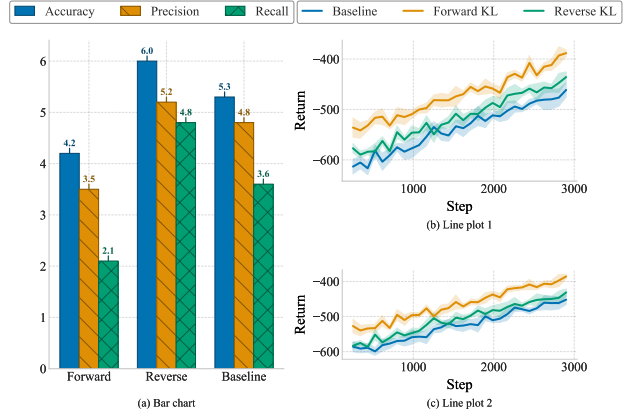 Accuracy Precision Recall
Baseline Forward KL Reverse KL
6
5
4
3
2
1
0
4.2
3.5
2.1
6.0
5.2
4.8
5.3
4.8
3.6
Forward Reverse Baseline
(a) Bar chart
Return
−400
−500
−600
1000 2000 3000
Step
(b) Line plot 1
Return
−400
−500
−600
1000 2000 3000
Step
(c) Line plot 2